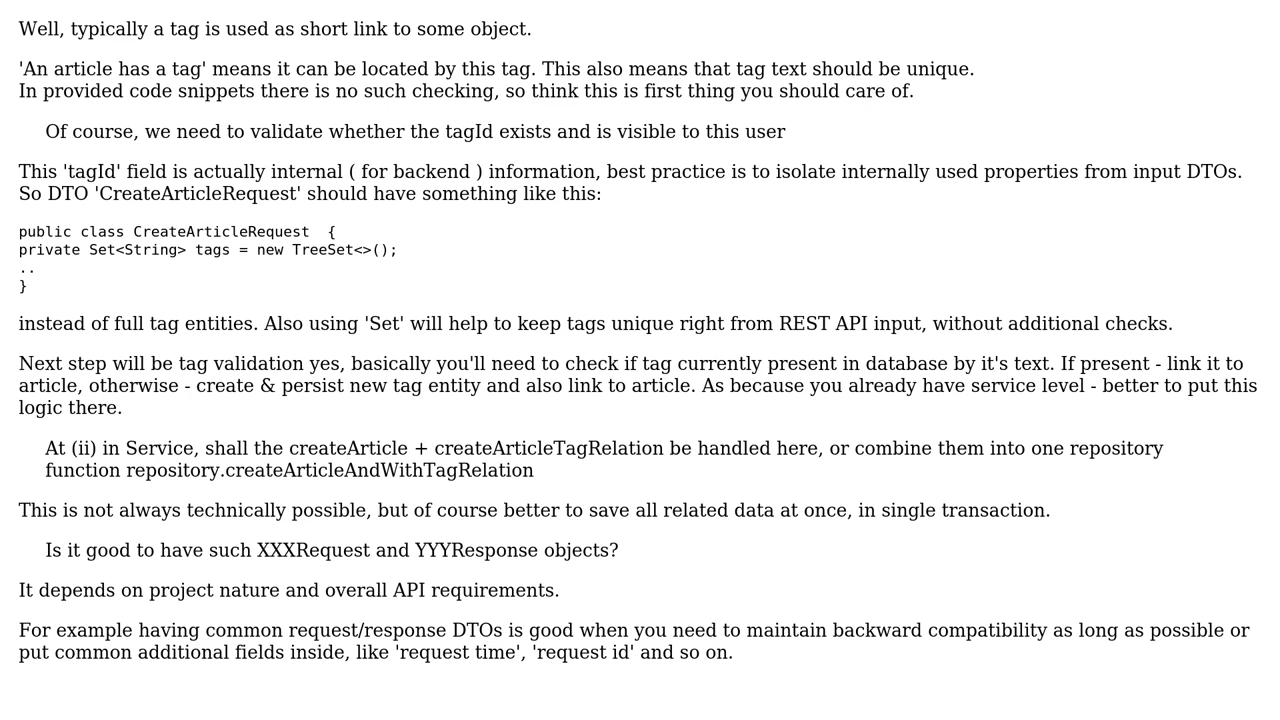 Well, typically a tag is used as short link to some object.
'An article has a tag' means it can be located by this tag. This also means that tag text should be unique.
In provided code snippets there is no such checking, so think this is first thing you should care of.
Of course, we need to validate whether the tagId exists and is visible to this user
This 'tagId' field is actually internal ( for backend ) information, best practice is to isolate internally used properties from input DTOs.
So DTO 'CreateArticleRequest' should have something like this:
public class CreateArticleRequest  {
private Set<String> tags = new TreeSet<>();
..
}
instead of full tag entities. Also using 'Set' will help to keep tags unique right from REST API input, without additional checks.
Next step will be tag validation yes, basically you'll need to check if tag currently present in database by it's text. If present - link it to
article, otherwise - create & persist new tag entity and also link to article. As because you already have service level - better to put this
logic there.
At (ii) in Service, shall the createArticle + createArticleTagRelation be handled here, or combine them into one repository
function repository.createArticleAndWithTagRelation
This is not always technically possible, but of course better to save all related data at once, in single transaction.
Is it good to have such XXXRequest and YYYResponse objects?
It depends on project nature and overall API requirements.
For example having common request/response DTOs is good when you need to maintain backward compatibility as long as possible or
put common additional fields inside, like 'request time', 'request id' and so on.